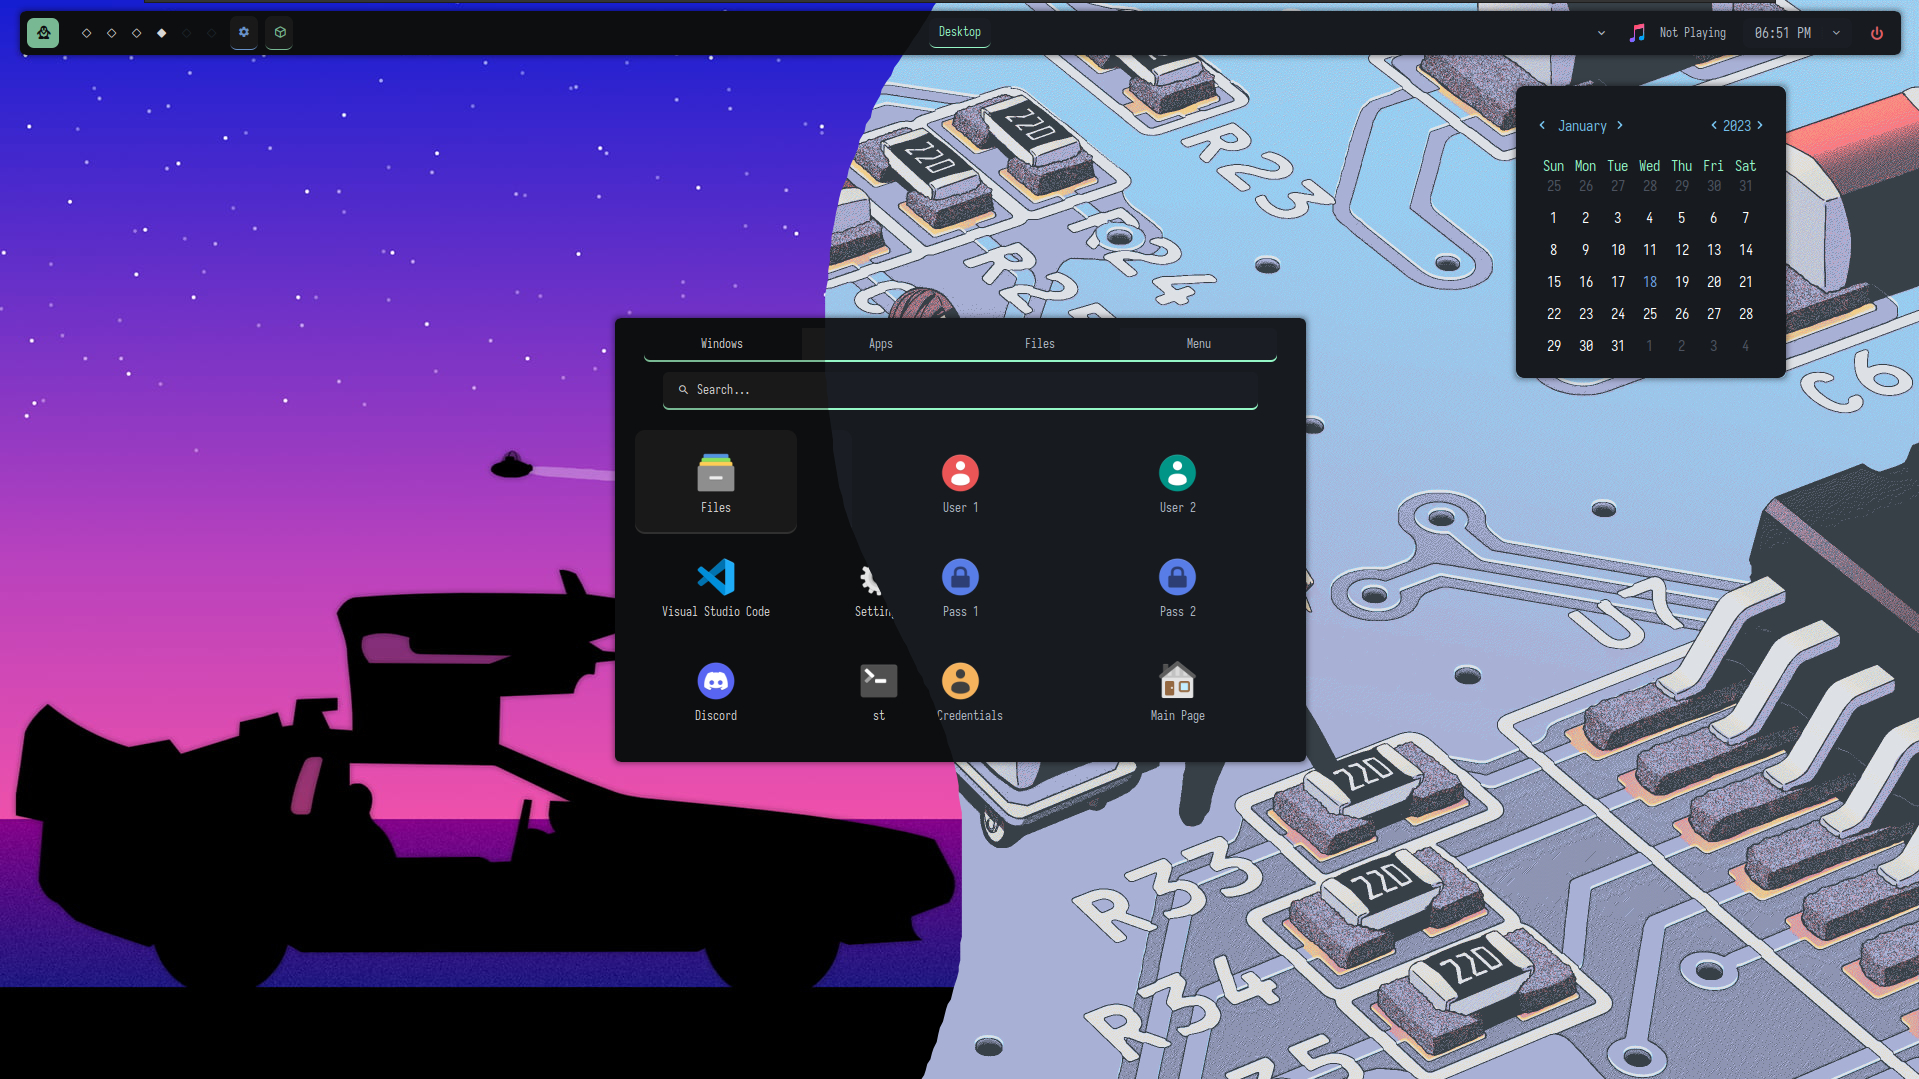 Desktop
Not Playing
06:51 PM
January
2023
Sun Mon Tue Wed Thu Fri Sat
25 26 27 28 29 30 31
1 2 3 4 5 6 7
8 9 10 11 12 13 14
15 16 17 18 19 20 21
22 23 24 25 26 27 28
29 30 31 1 2 3 4
Windows Apps Files Menu
Search...
Files
User 1
User 2
Visual Studio Code
Settin
Pass 1
Pass 2
Discord
st
Credentials
Main Page
220
220
R23
R24
R2
C
C6
U7
220
R33
220
R34
220
35